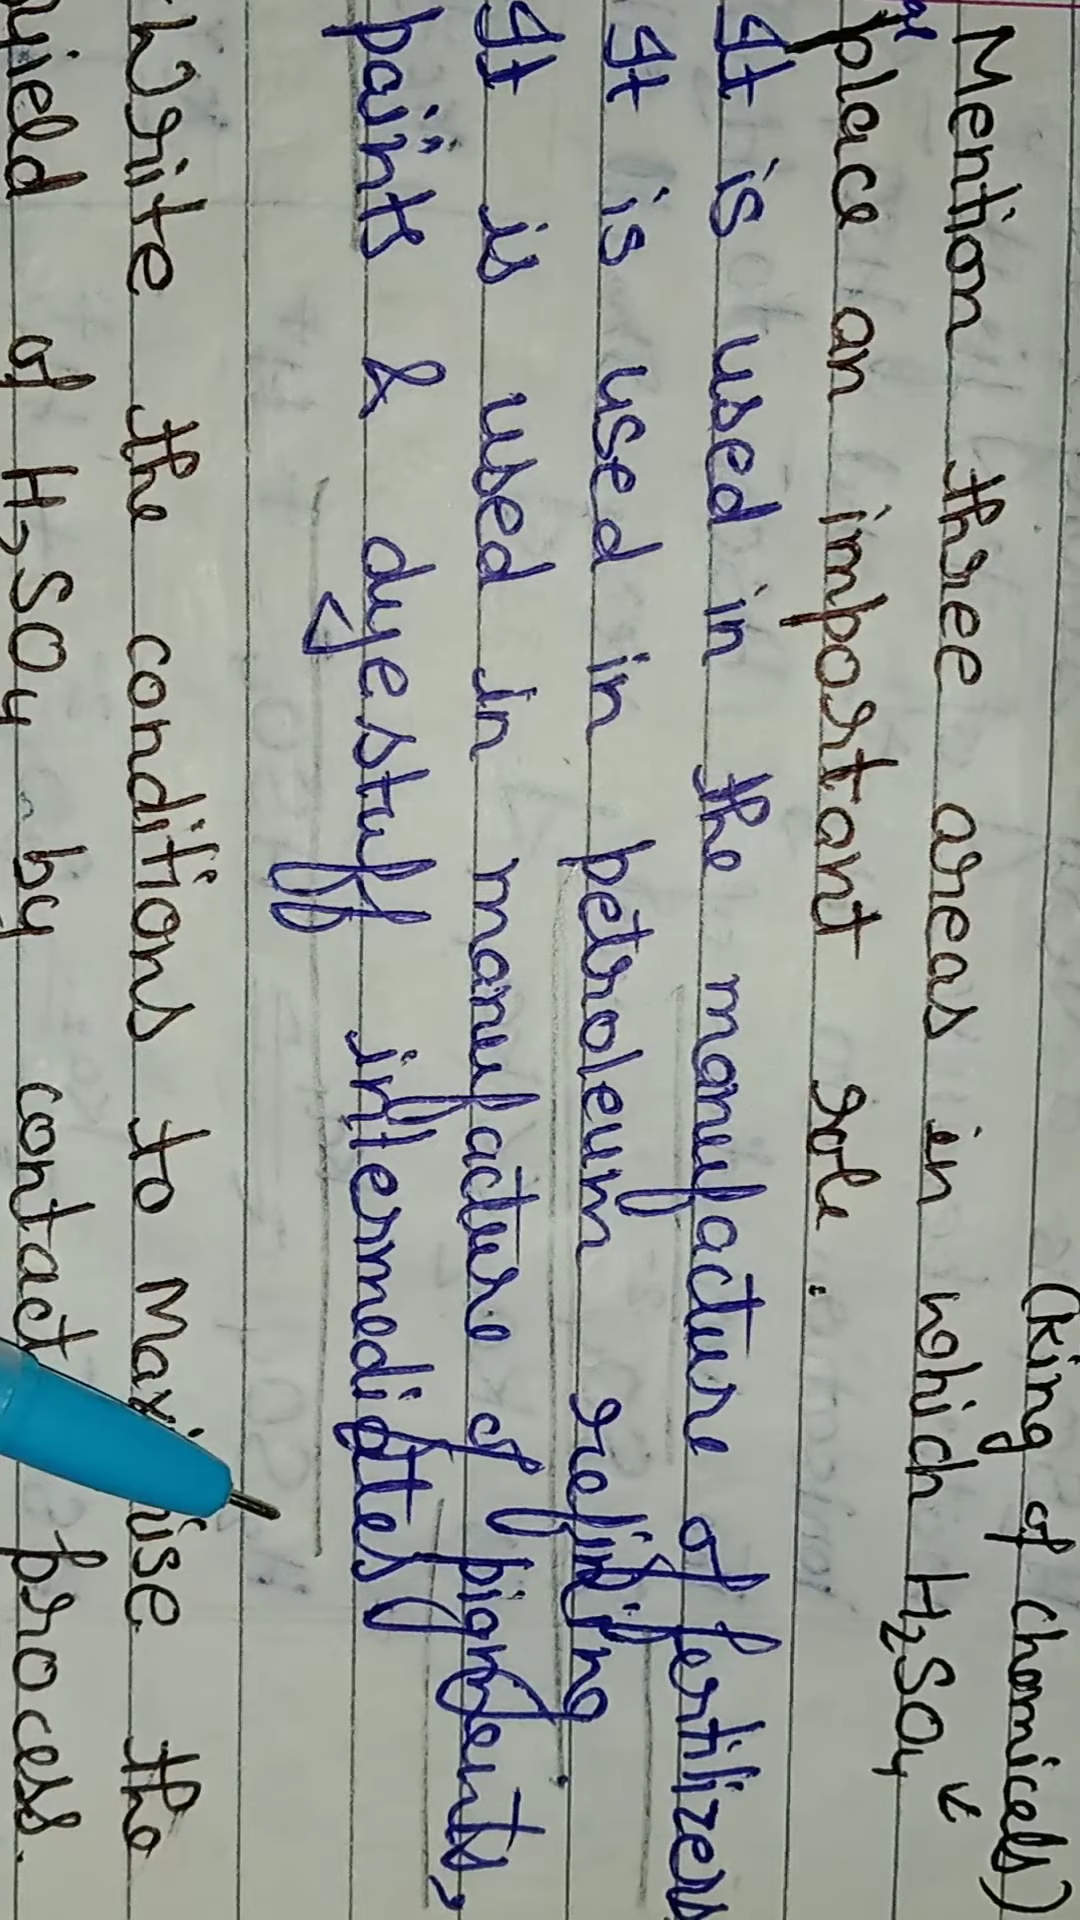 (King of chemicals)
Mention three areas in which H₂SO₄
place an important role.
It is used in the manufacture of fertilizers
It is used in petroleum refining
It is used in manufacture of pigments,
paints & dyestuff intermediates
Write the conditions to Maximise the
yield of H₂SO₄ by contact process.